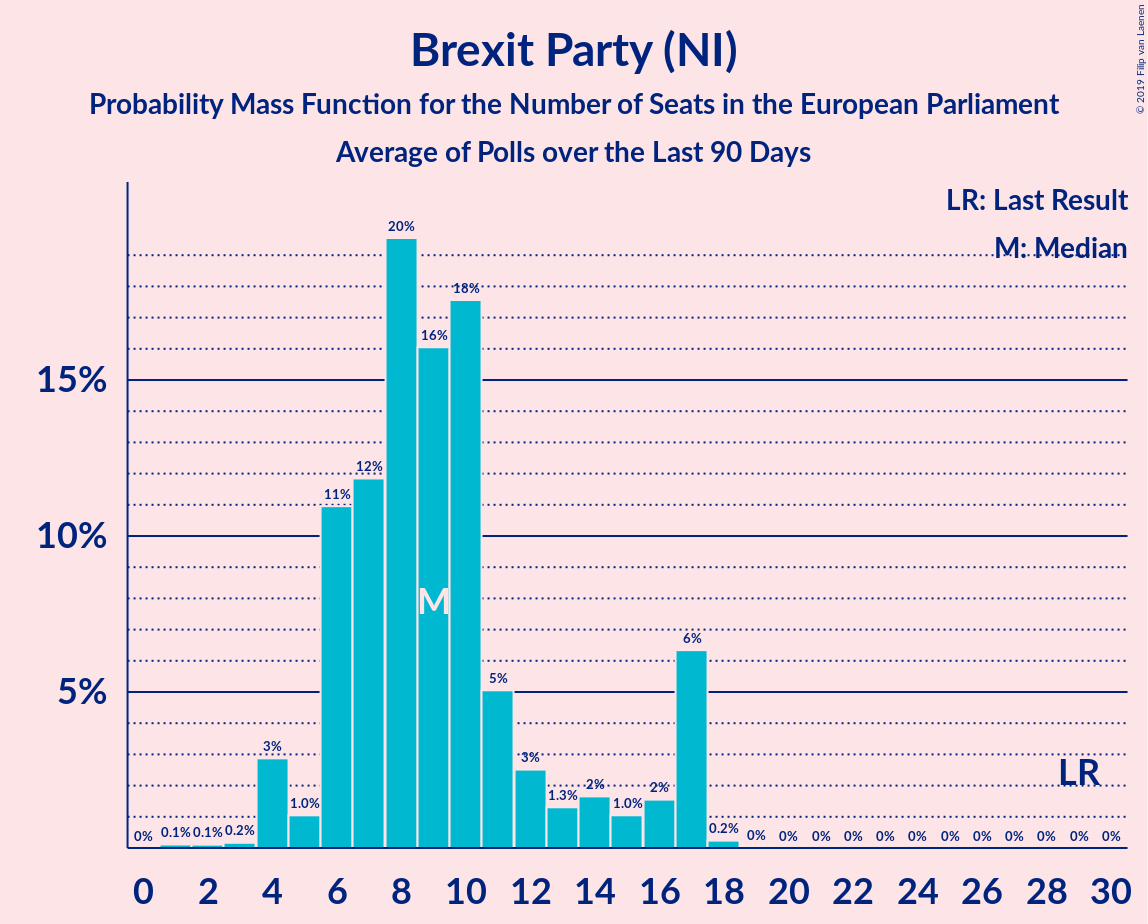 Brexit Party (NI)
Probability Mass Function for the Number of Seats in the European Parliament
Average of Polls over the Last 90 Days
© 2019 Filip van Laenen
LR: Last Result
M: Median
15%
10%
5%
0% 0.1% 0.1% 0.2% 3% 1.0% 11% 12% 20% 16% 18% 5% 3% 1.3% 2% 1.0% 2% 6% 0.2% 0% 0% 0% 0% 0% 0% 0% 0% 0% 0% 0% 0%
M
LR
0 2 4 6 8 10 12 14 16 18 20 22 24 26 28 30